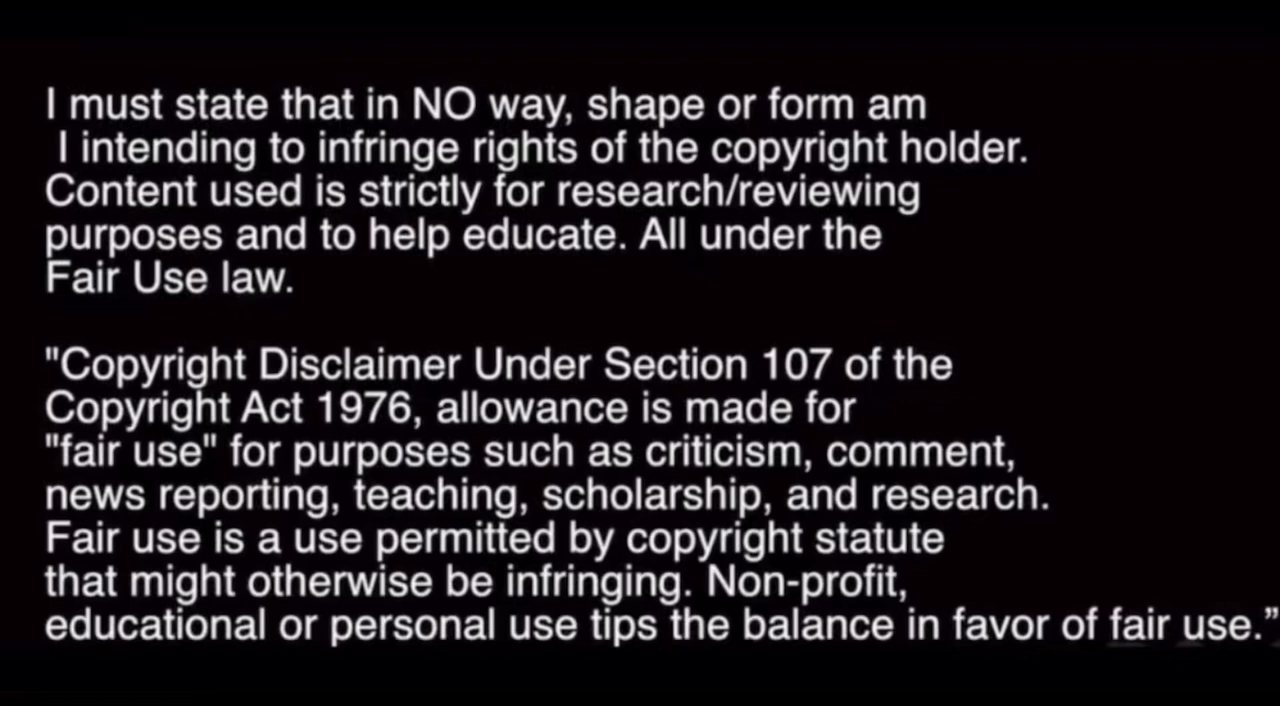 I must state that in NO way, shape or form am
I intending to infringe rights of the copyright holder.
Content used is strictly for research/reviewing
purposes and to help educate. All under the
Fair Use law.
"Copyright Disclaimer Under Section 107 of the
Copyright Act 1976, allowance is made for
"fair use" for purposes such as criticism, comment,
news reporting, teaching, scholarship, and research.
Fair use is a use permitted by copyright statute
that might otherwise be infringing. Non-profit,
educational or personal use tips the balance in favor of fair use.”